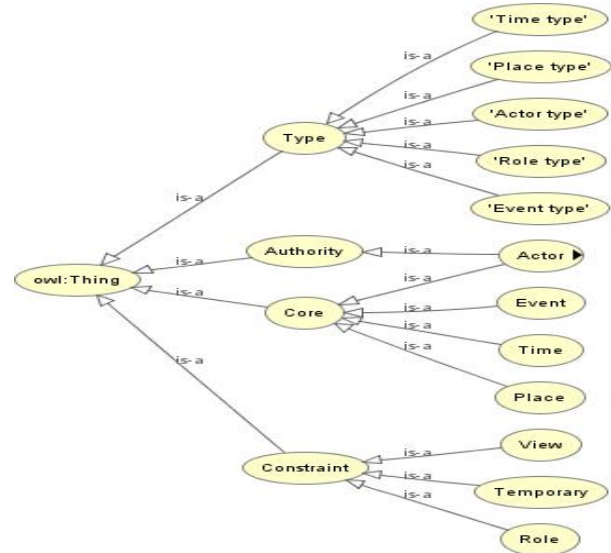 'Time type'
is-a
'Place type'
is-a
'Actor type'
is-a
Type
is-a
'Role type'
is-a
'Event type'
is-a
Authority
is-a
Actor
is-a
is-a
owl:Thing
is-a
Core
is-a
Event
is-a
Time
is-a
Place
is-a
View
is-a
Constraint
is-a
Temporary
is-a
Role